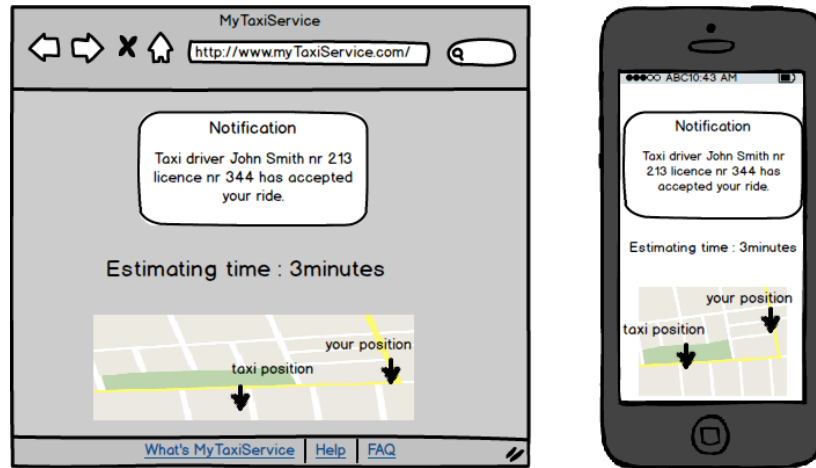 MyTaxiService
http://www.myTaxiService.com/
Notification
Taxi driver John Smith nr 213
licence nr 344 has accepted
your ride.
Estimating time : 3minutes
your position
taxi position
What's MyTaxiService
Help
FAQ
ABC10:43 AM
Notification
Taxi driver John Smith nr
213 licence nr 344 has
accepted your ride.
Estimating time : 3minutes
your position
taxi position